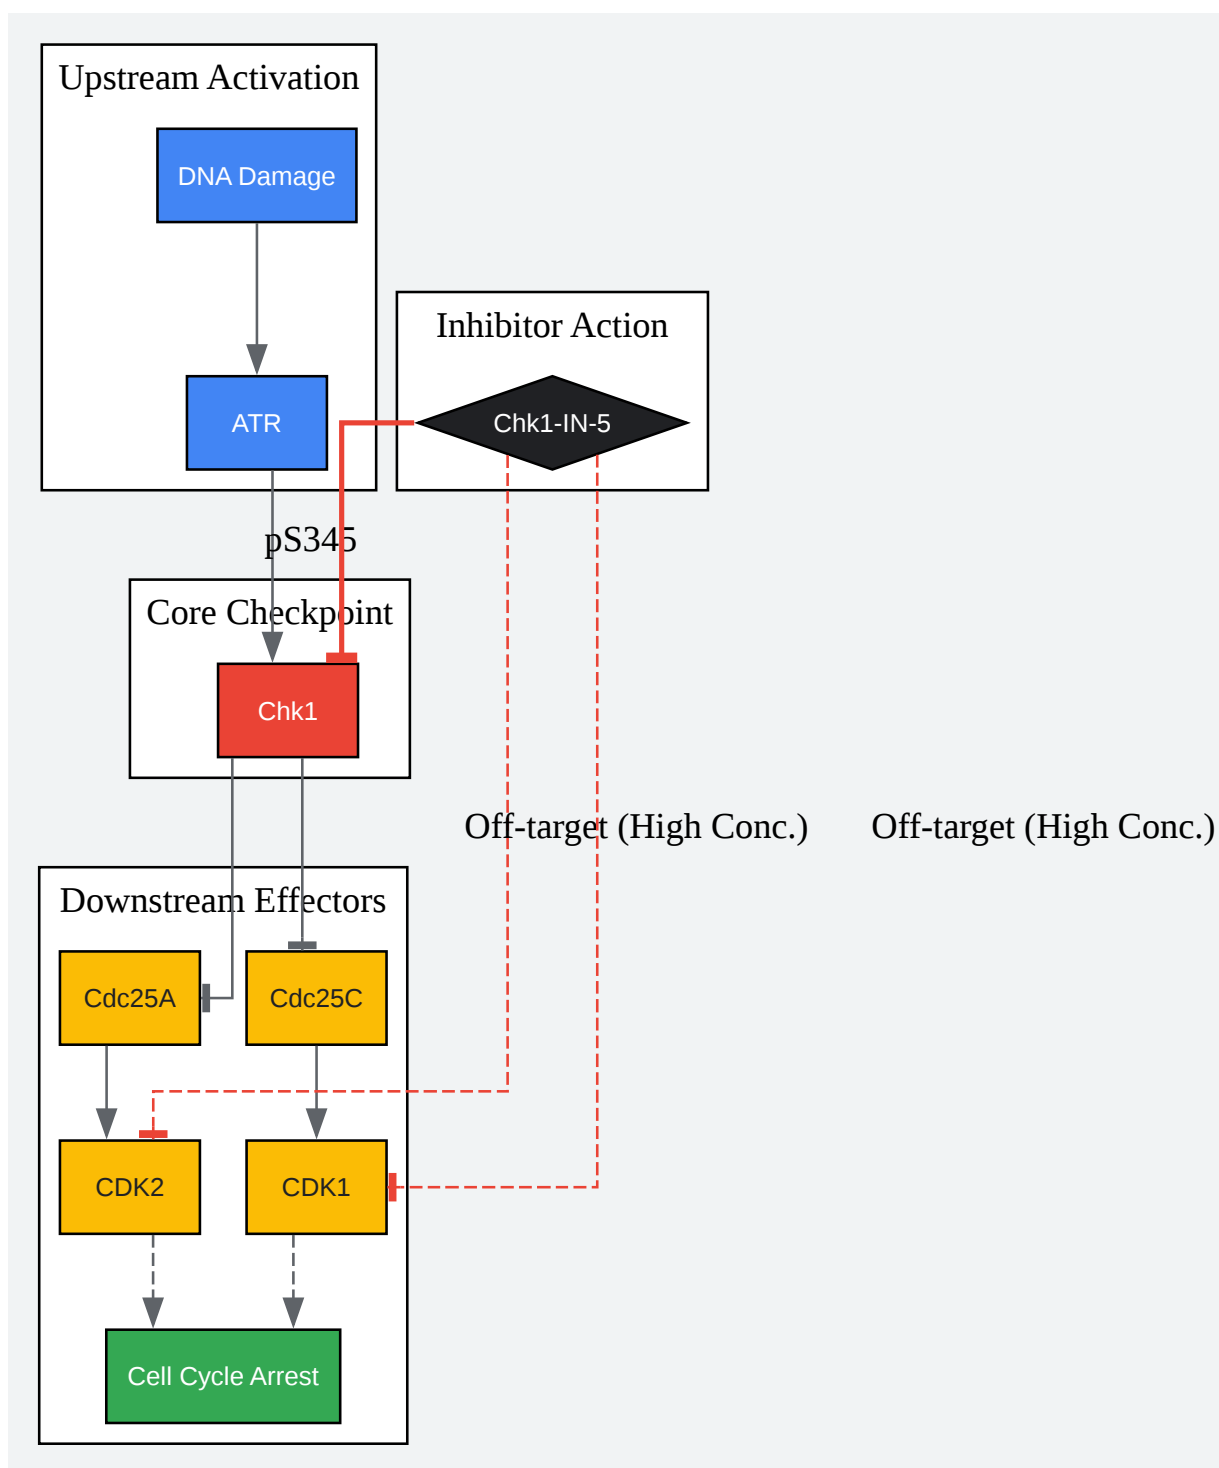 Upstream Activation
DNA Damage
Inhibitor Action
ATR
Chk1-IN-5
pS345
Core Checkpoint
Chk1
Off-target (High Conc.)
Off-target (High Conc.)
Downstream Effectors
Cdc25A
Cdc25C
CDK2
CDK1
Cell Cycle Arrest